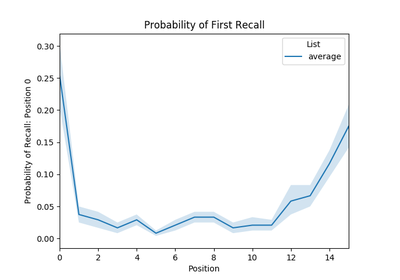 Probability of First Recall
List
average
Probability of Recall: Position 0
0.30
0.25
0.20
0.15
0.10
0.05
0.00
0 2 4 6 8 10 12 14
Position